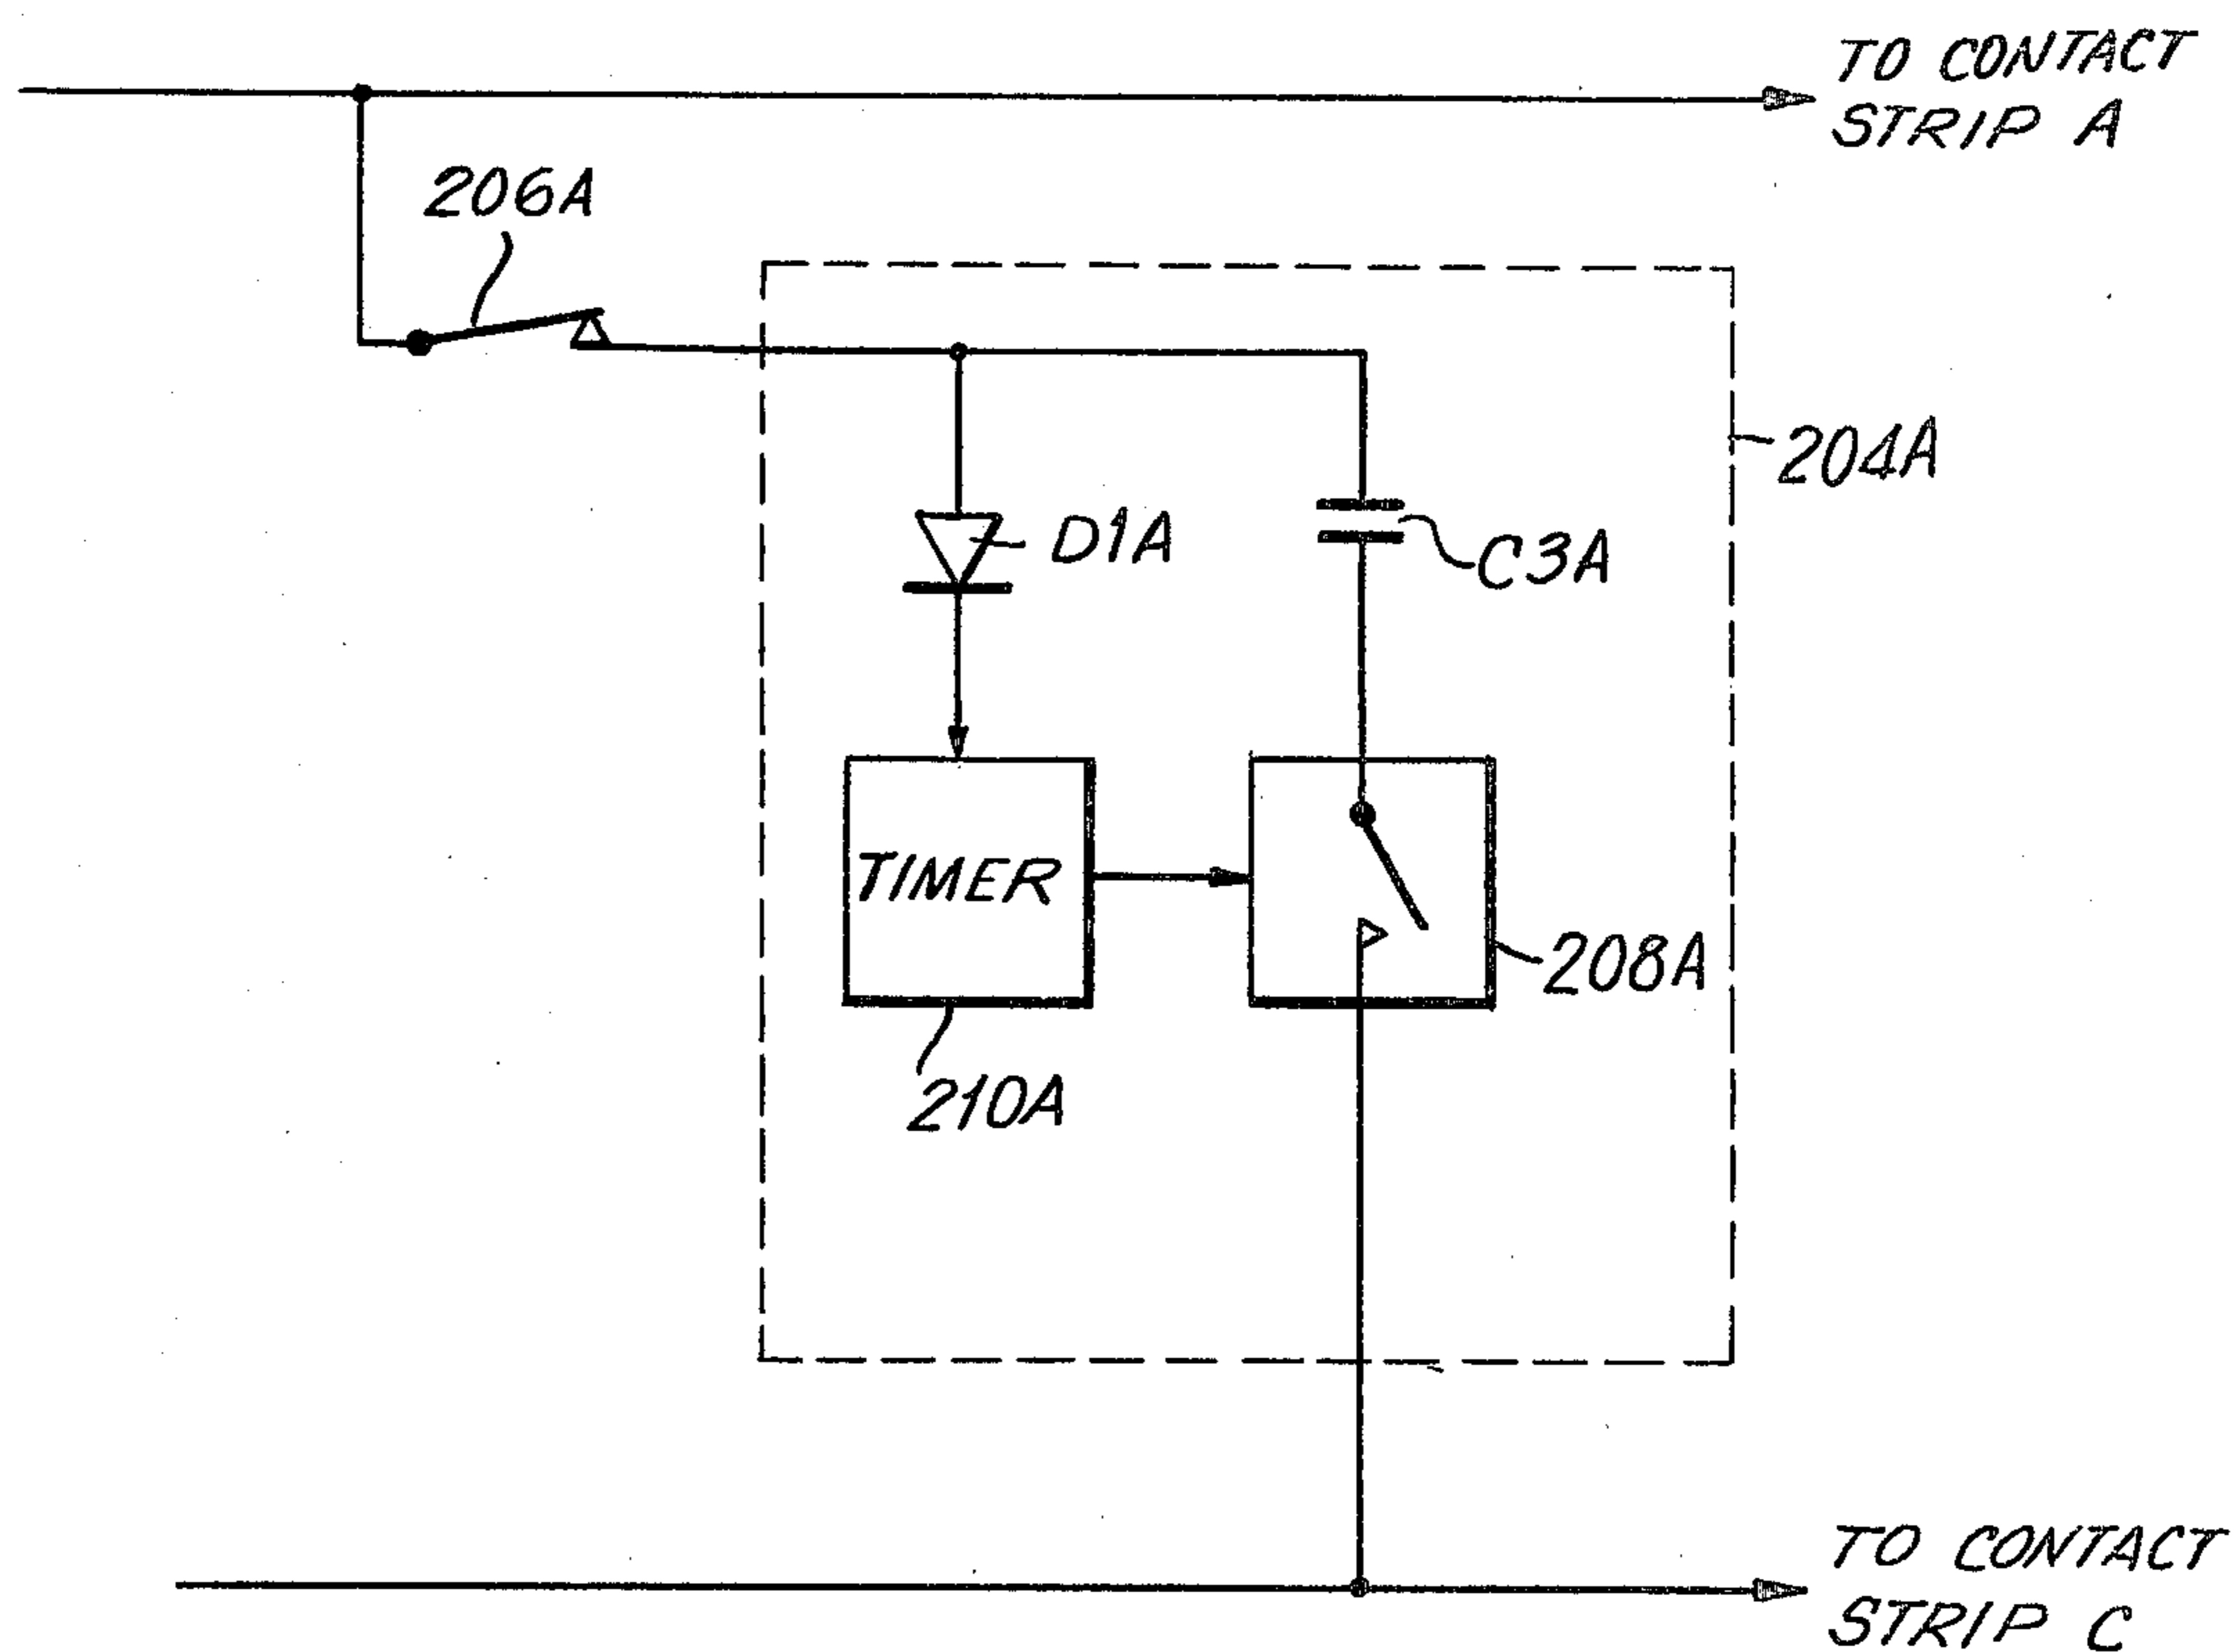 TO CONTACT
STRIP A
206A
204A
D1A
C3A
TIMER
208A
210A
TO CONTACT
STRIP C